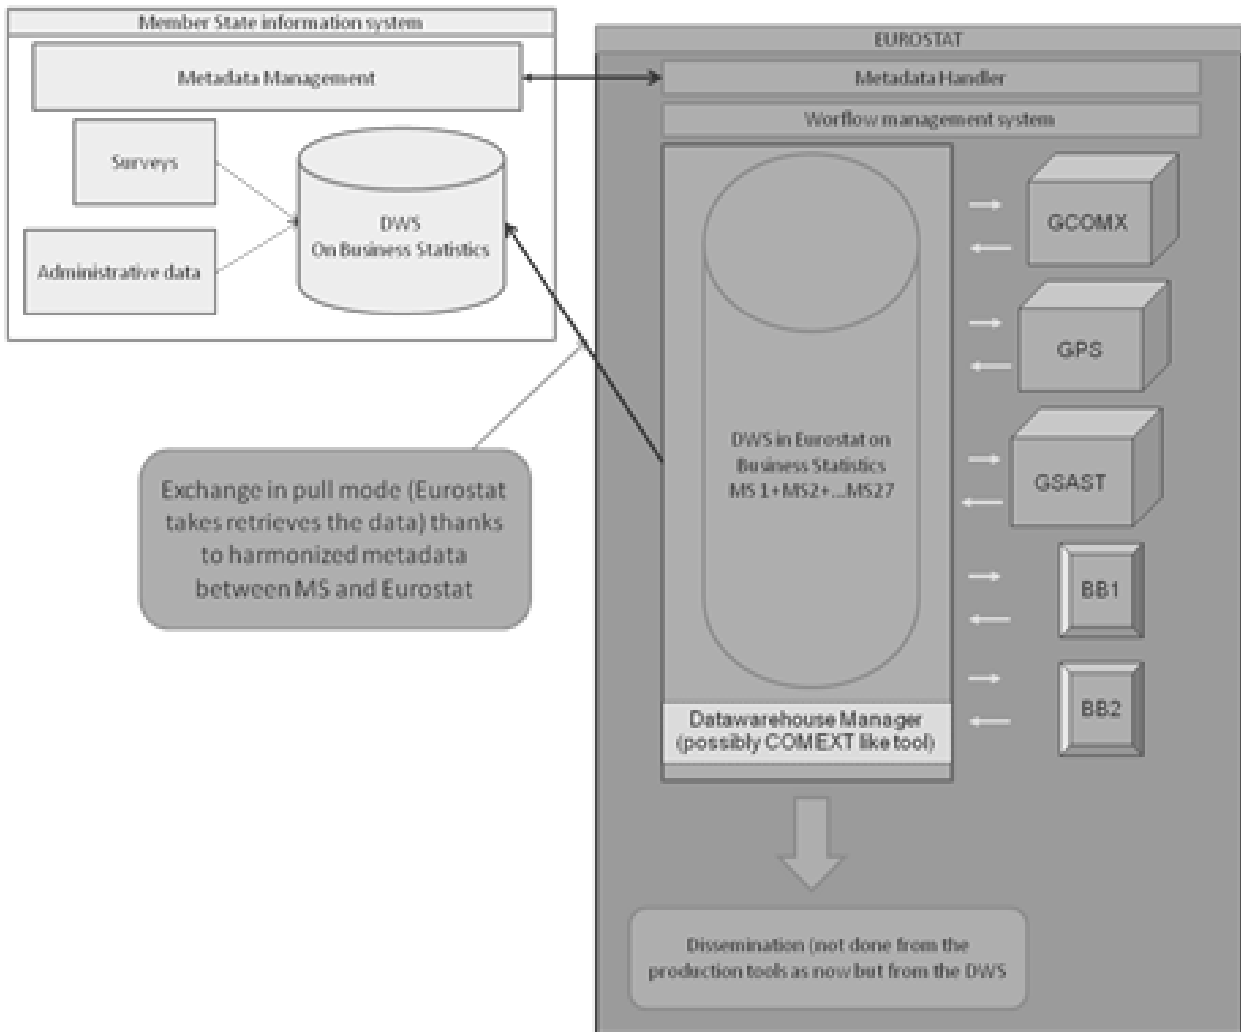 Member State information system
Metadata Management
Surveys
Administrative data
DWS
On Business Statistics
Exchange in pull mode (Eurostat
takes retrieves the data) thanks
to harmonized metadata
between MS and Eurostat
EUROSTAT
Metadata Handler
Worflow management system
DWS in Eurostat on
Business Statistics
MS 1+MS2+...MS27
GCOMX
GPS
GSAST
BB1
BB2
Datawarehouse Manager
(possibly COMEXT like tool)
Dissemination (not done from the
production tools as now but from the DWS